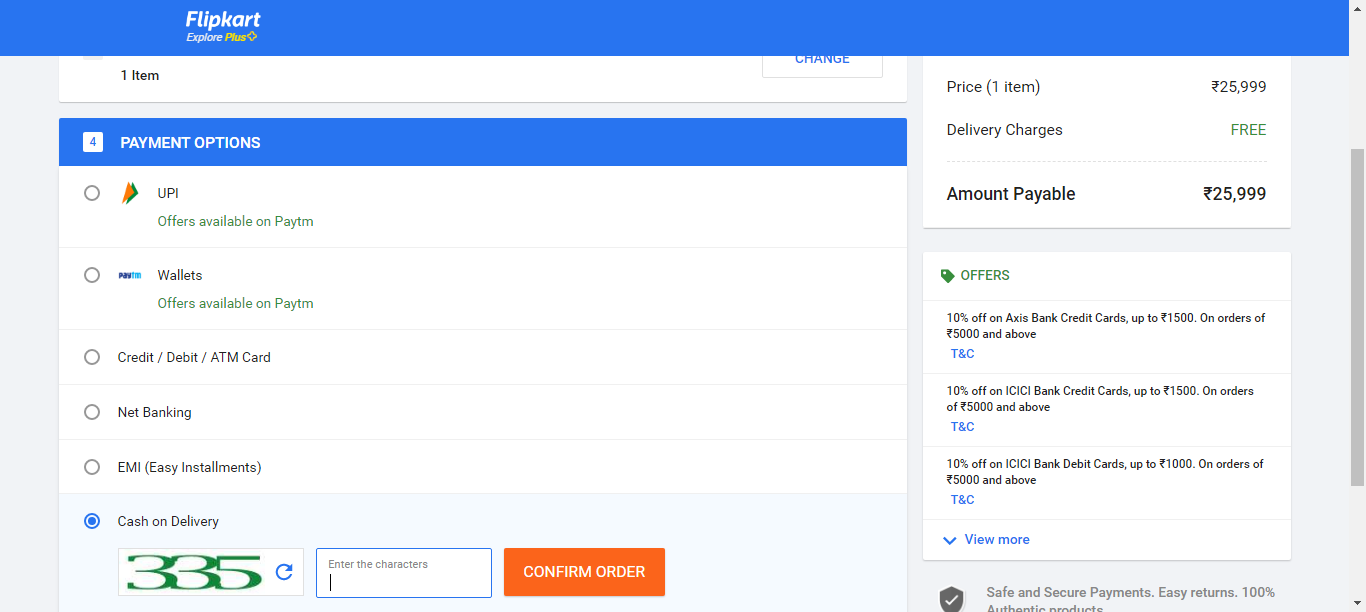 Flipkart
Explore Plus
1 Item
CHANGE
4 PAYMENT OPTIONS
UPI
Offers available on Paytm
paytm Wallets
Offers available on Paytm
Credit / Debit / ATM Card
Net Banking
EMI (Easy Installments)
Cash on Delivery
335
Enter the characters
CONFIRM ORDER
Price (1 item) ₹25,999
Delivery Charges FREE
Amount Payable ₹25,999
OFFERS
10% off on Axis Bank Credit Cards, up to ₹1500. On orders of
₹5000 and above
T&C
10% off on ICICI Bank Credit Cards, up to ₹1500. On orders
of ₹5000 and above
T&C
10% off on ICICI Bank Debit Cards, up to ₹1000. On orders of
₹5000 and above
T&C
View more
Safe and Secure Payments. Easy returns. 100%
Authentic products.